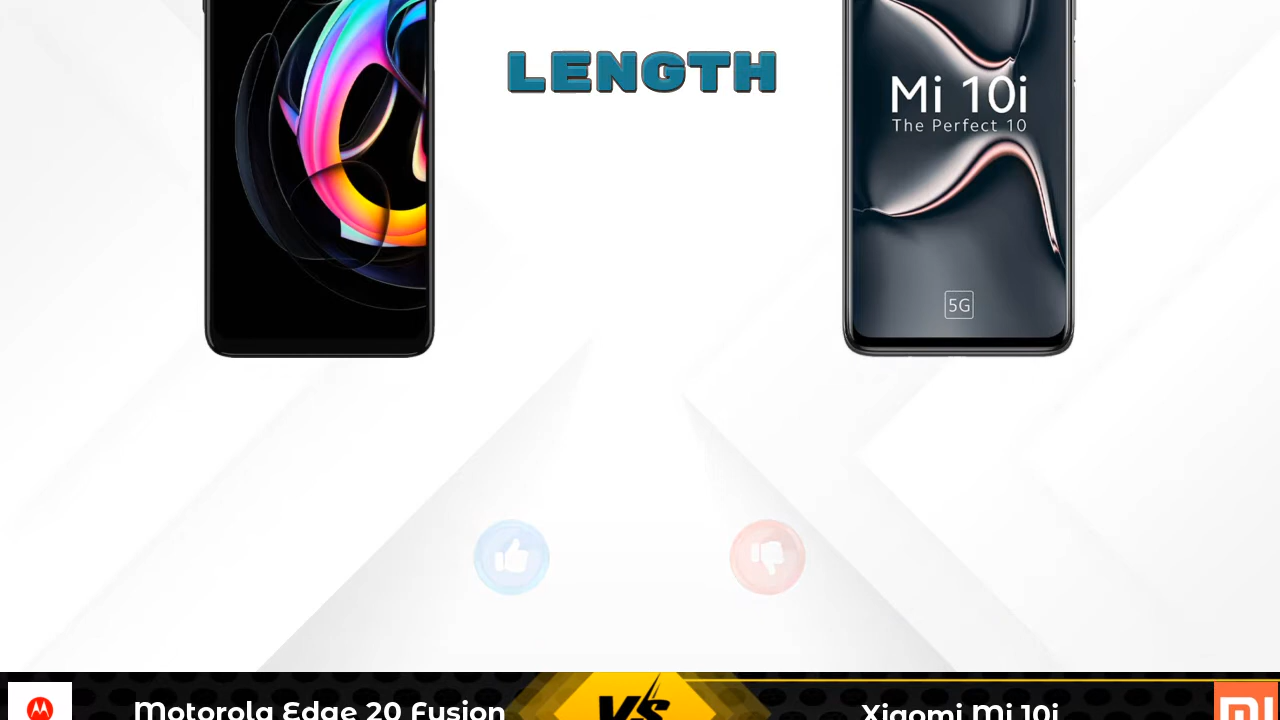 LENGTH
Mi 10i
The Perfect 10
5G
Motorola Edge 20 Fusion
VS
Xiaomi Mi 10i